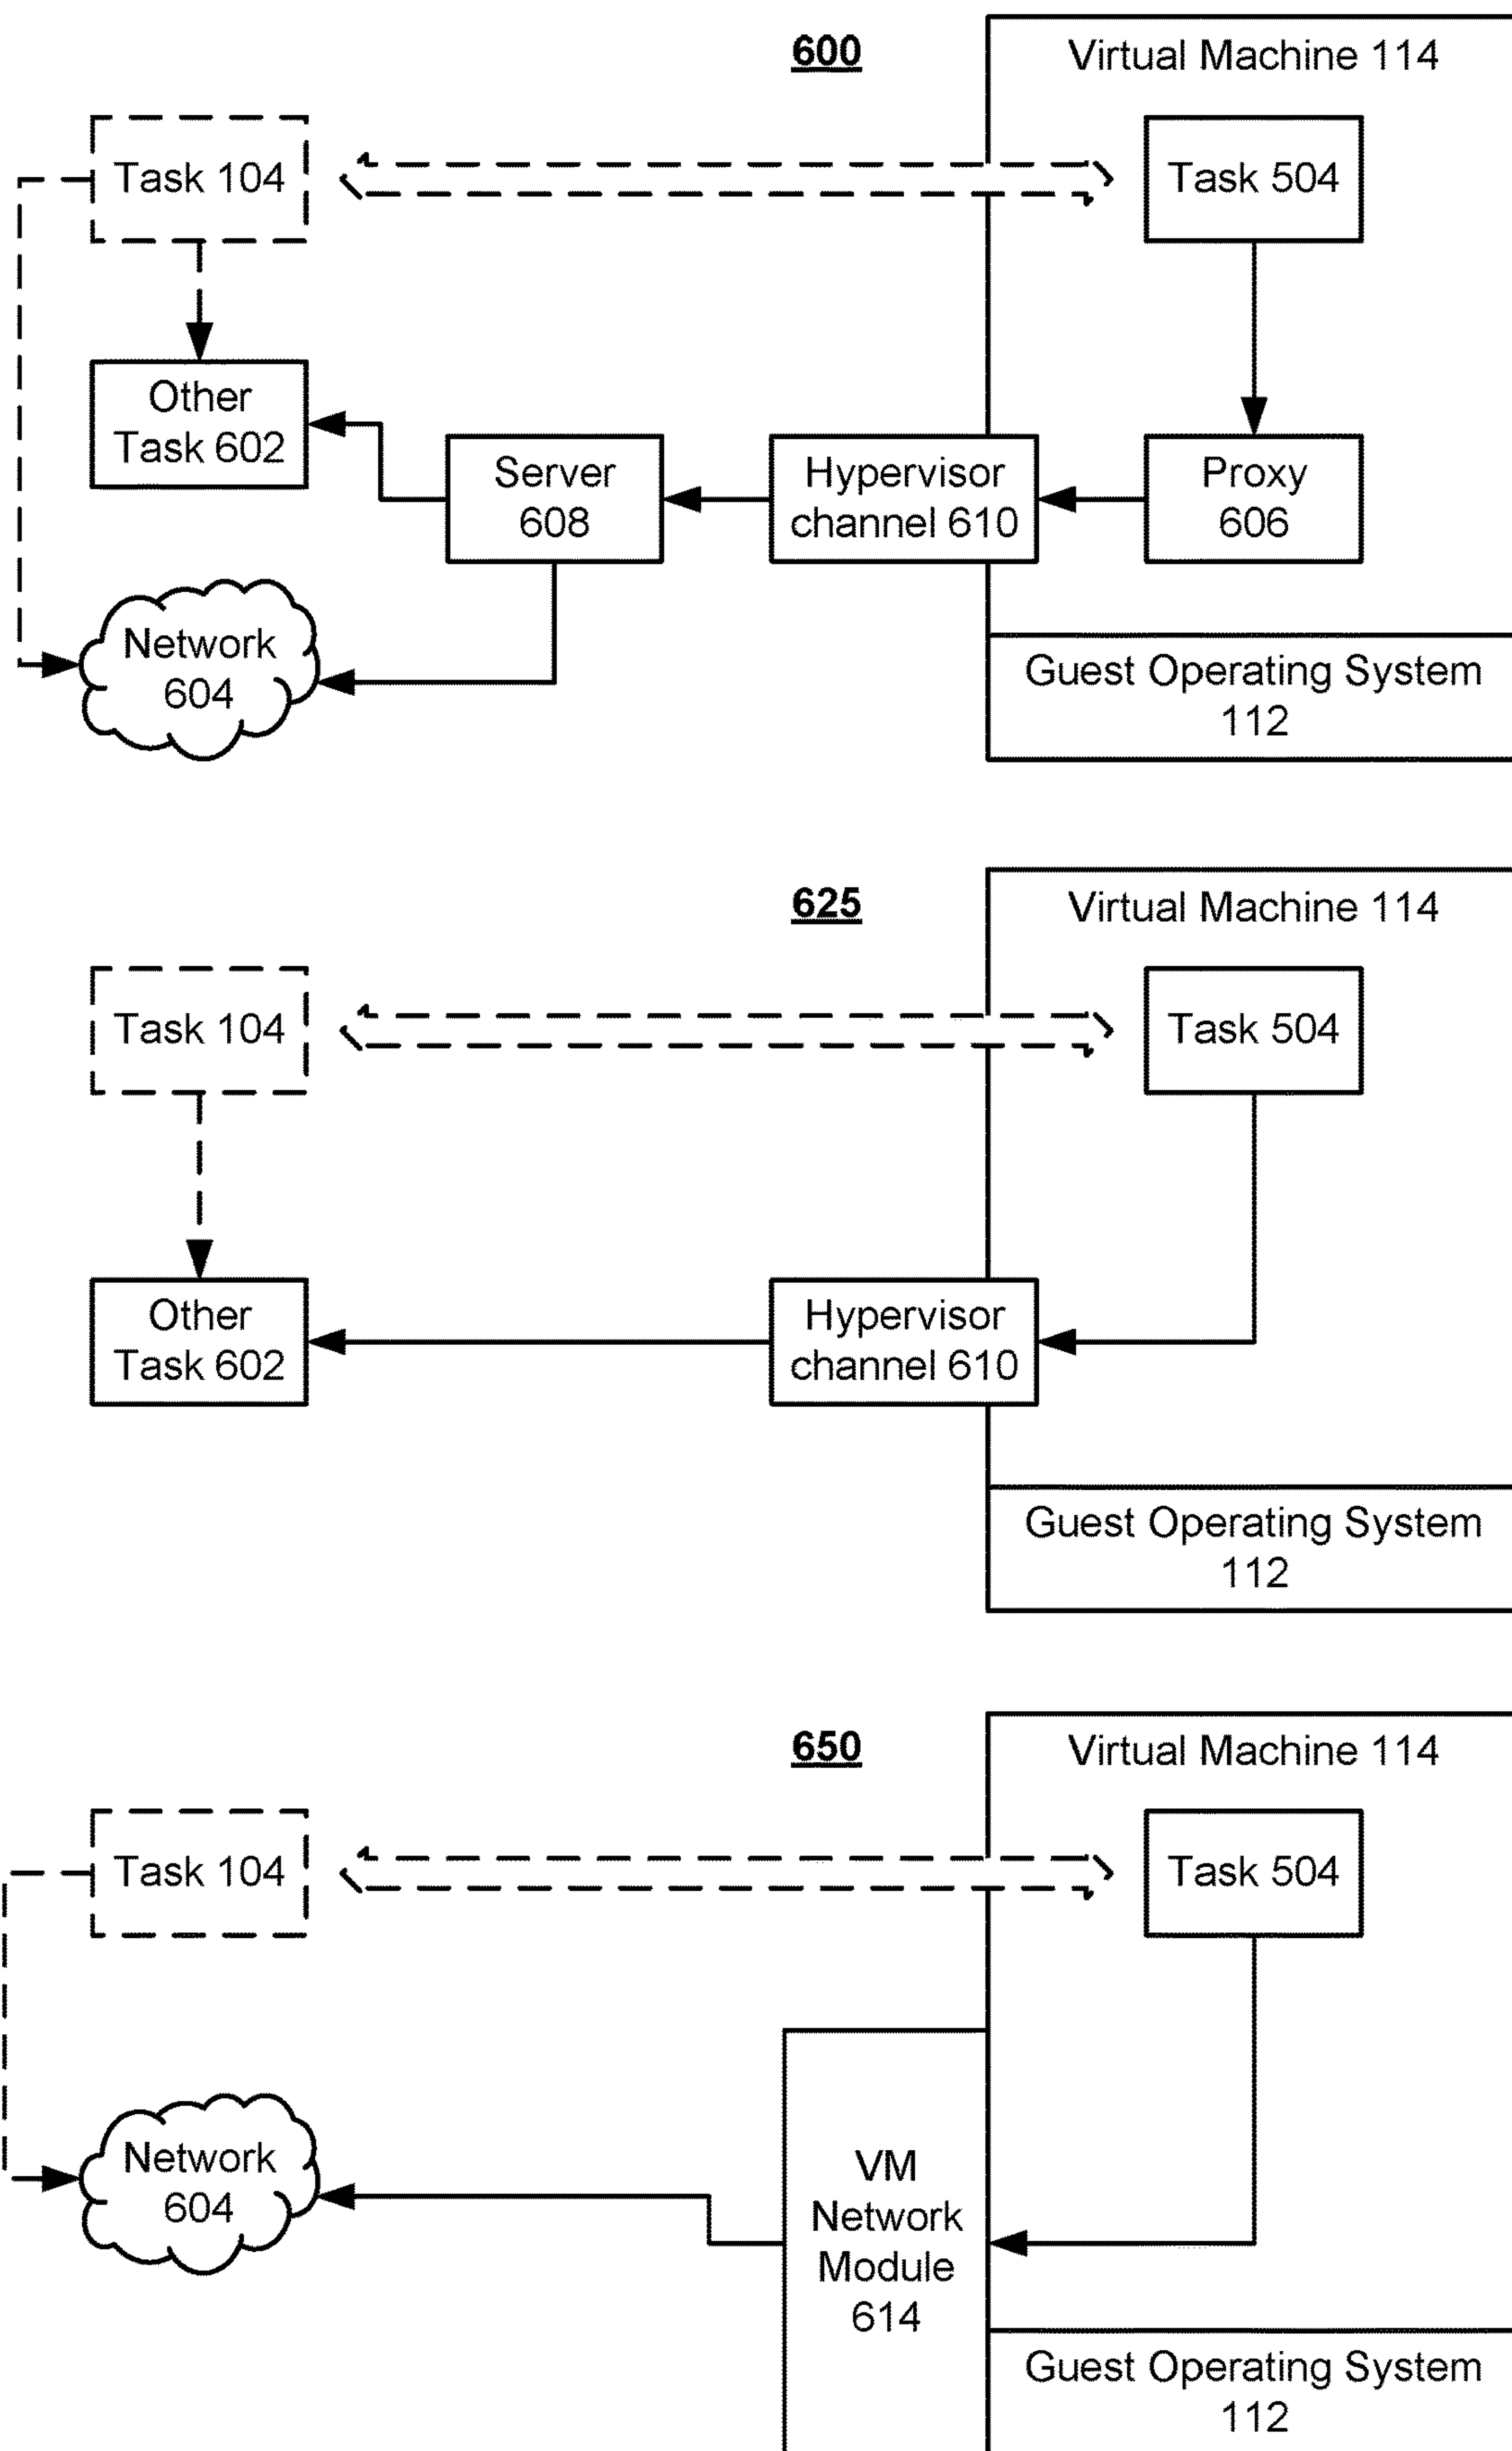 600
Virtual Machine 114
Task 104
Task 504
Other
Task 602
Server
608
Hypervisor
channel 610
Proxy
606
Network
604
Guest Operating System
112
625
Virtual Machine 114
Task 104
Task 504
Other
Task 602
Hypervisor
channel 610
Guest Operating System
112
650
Virtual Machine 114
Task 104
Task 504
Network
604
VM
Network
Module
614
Guest Operating System
112